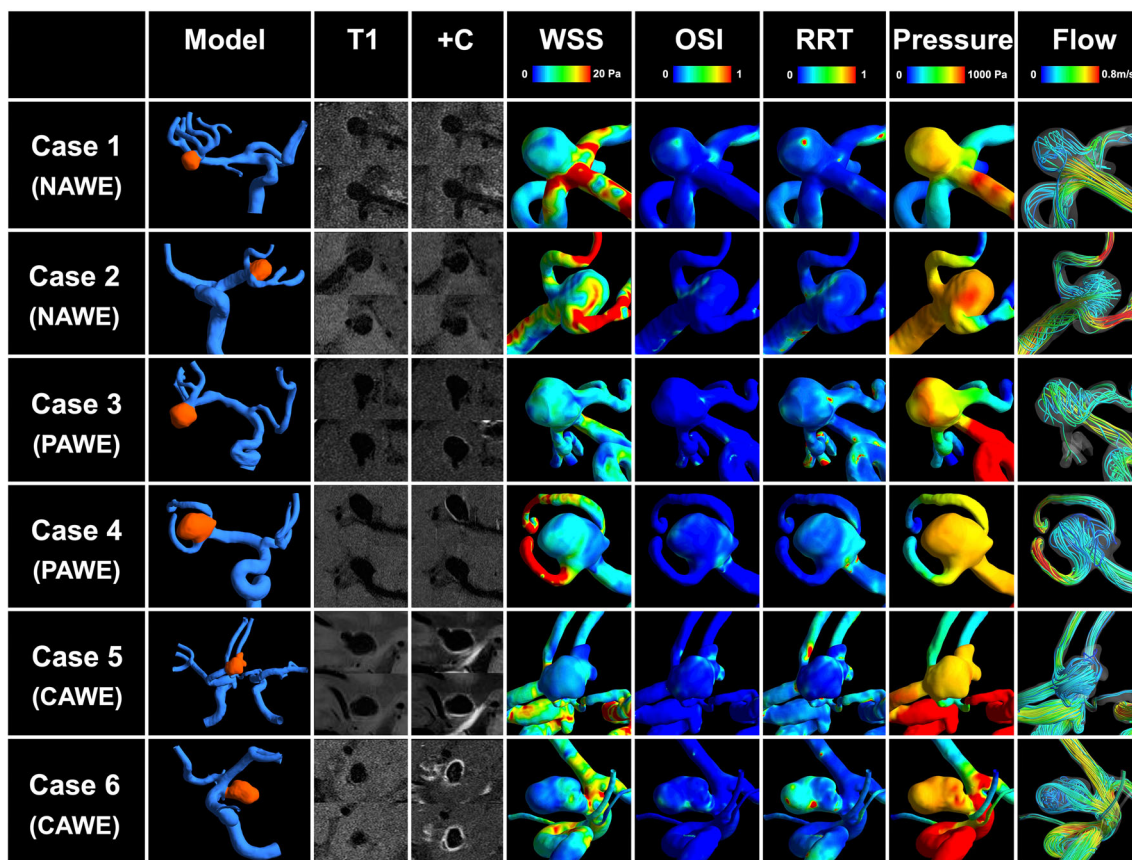 Model T1 +C WSS OSI RRT Pressure Flow
0 20 Pa 0 1 0 1 0 1000 Pa 0 0.8m/s
Case 1
(NAWE)
Case 2
(NAWE)
Case 3
(PAWE)
Case 4
(PAWE)
Case 5
(CAWE)
Case 6
(CAWE)